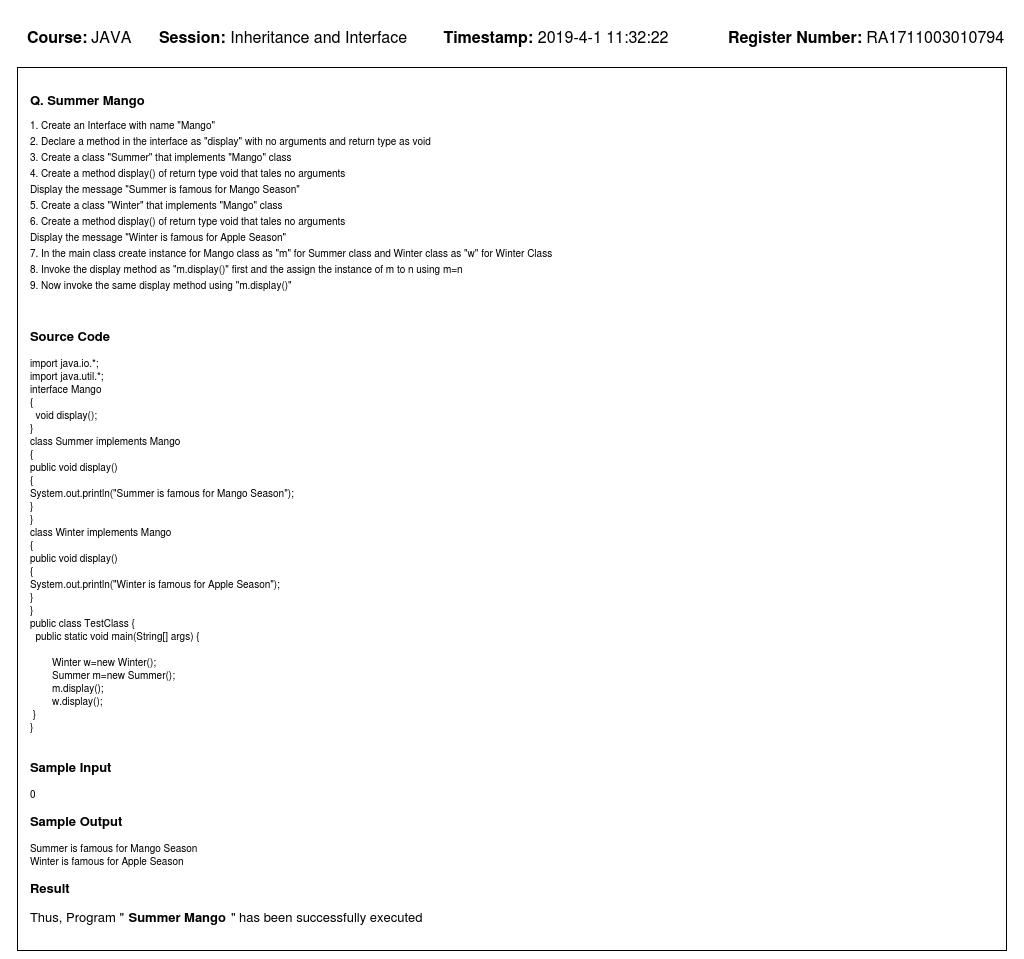 Course: JAVA Session: Inheritance and Interface Timestamp: 2019-4-1 11:32:22 Register Number: RA1711003010794
Q. Summer Mango
1. Create an Interface with name "Mango"
2. Declare a method in the interface as "display" with no arguments and return type as void
3. Create a class "Summer" that implements "Mango" class
4. Create a method display() of return type void that tales no arguments
Display the message "Summer is famous for Mango Season"
5. Create a class "Winter" that implements "Mango" class
6. Create a method display() of return type void that tales no arguments
Display the message "Winter is famous for Apple Season"
7. In the main class create instance for Mango class as "m" for Summer class and Winter class as "w" for Winter Class
8. Invoke the display method as "m.display()" first and the assign the instance of m to n using m=n
9. Now invoke the same display method using "m.display()"
Source Code
import java.io.*;
import java.util.*;
interface Mango
{
void display();
}
class Summer implements Mango
{
public void display()
{
System.out.println("Summer is famous for Mango Season");
}
}
class Winter implements Mango
{
public void display()
{
System.out.println("Winter is famous for Apple Season");
}
}
public class TestClass {
public static void main(String[] args) {
Winter w=new Winter();
Summer m=new Summer();
m.display();
w.display();
}
}
Sample Input
0
Sample Output
Summer is famous for Mango Season
Winter is famous for Apple Season
Result
Thus, Program " Summer Mango " has been successfully executed